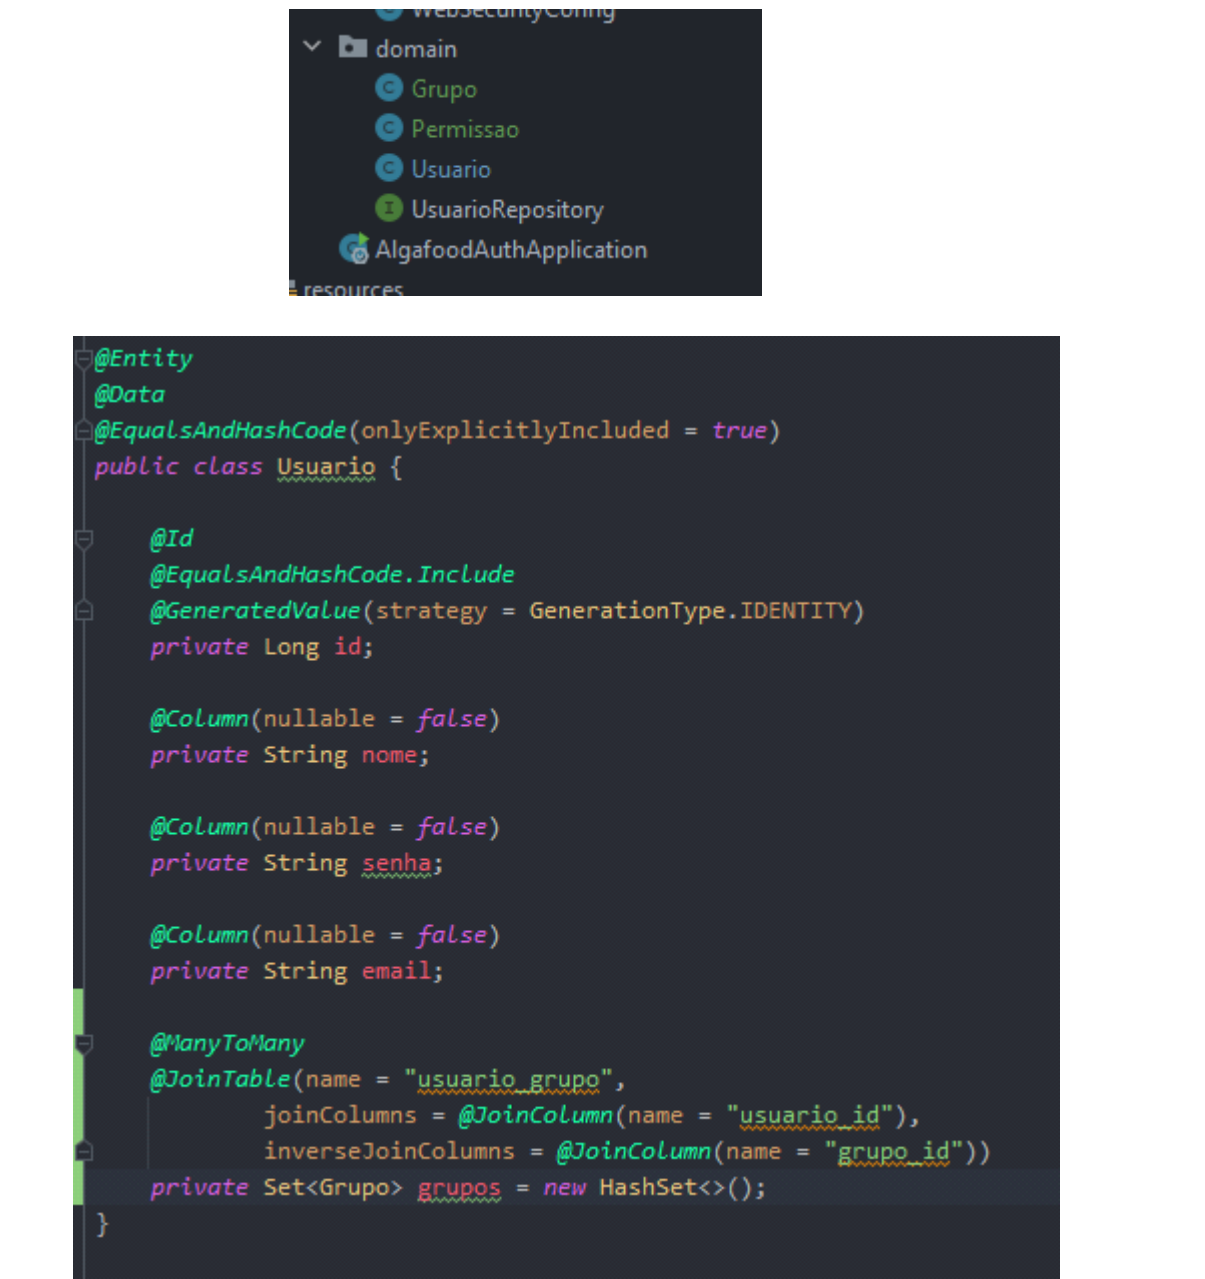 WebSecurityConfig
domain
Grupo
Permissao
Usuario
UsuarioRepository
AlgafoodAuthApplication
resources
@Entity
@Data
@EqualsAndHashCode(onlyExplicitlyIncluded = true)
public class Usuario {
@Id
@EqualsAndHashCode.Include
@GeneratedValue(strategy = GenerationType.IDENTITY)
private Long id;
@Column(nullable = false)
private String nome;
@Column(nullable = false)
private String senha;
@Column(nullable = false)
private String email;
@ManyToMany
@JoinTable(name = "usuario_grupo",
joinColumns = @JoinColumn(name = "usuario_id"),
inverseJoinColumns = @JoinColumn(name = "grupo_id"))
private Set<Grupo> grupos = new HashSet<>();
}